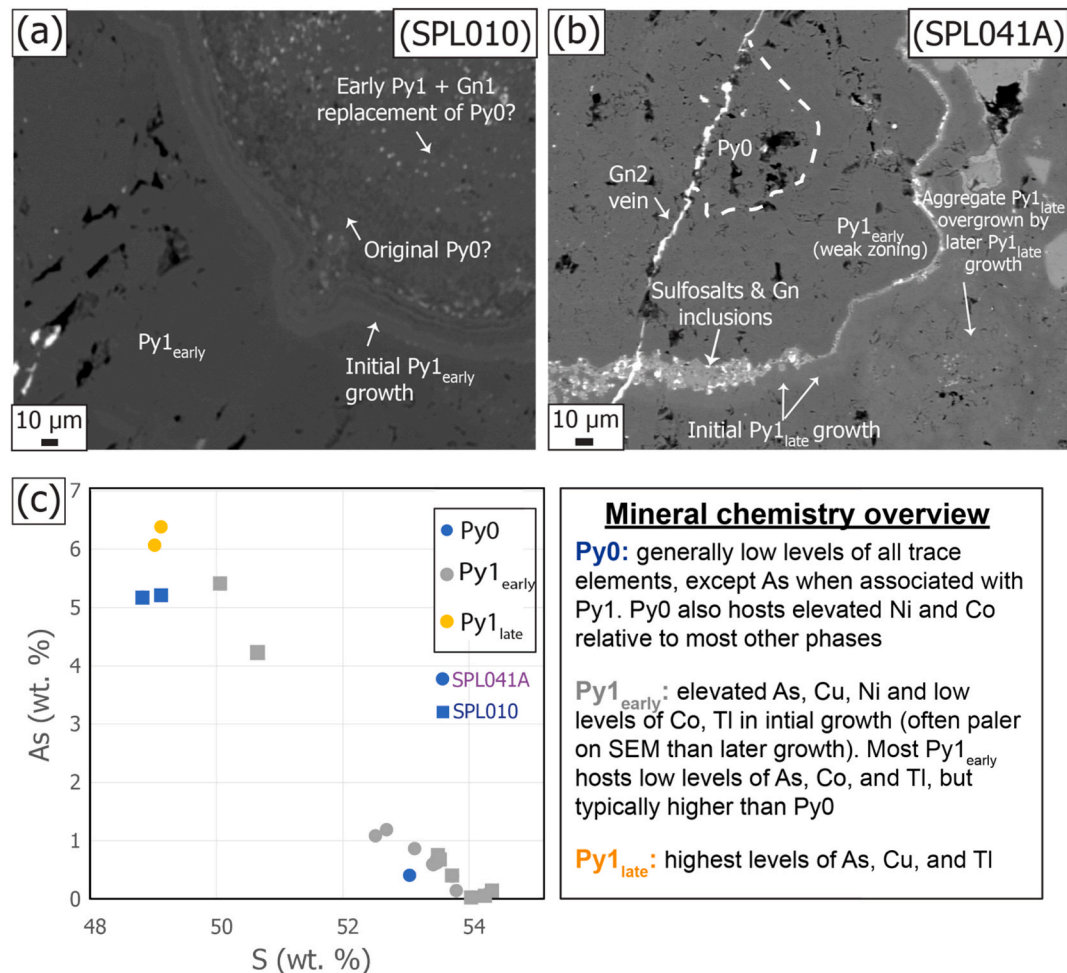 (a)
(SPL010)
Early Py1 + Gn1
replacement of Py0?
Original Py0?
Py1early
Initial Py1early
growth
10 µm
(b)
(SPL041A)
Py0
Gn2
vein
Py1early
(weak zoning)
Aggregate Py1late
overgrown by
later Py1late
growth
Sulfosalts & Gn
inclusions
Initial Py1late growth
10 µm
(c)
7
6
5
4
3
2
1
0
As (wt. %)
48
50
52
54
S (wt. %)
Py0
Py1early
Py1late
SPL041A
SPL010
Mineral chemistry overview
Py0: generally low levels of all trace
elements, except As when associated with
Py1. Py0 also hosts elevated Ni and Co
relative to most other phases
Py1early: elevated As, Cu, Ni and low
levels of Co, Tl in intial growth (often paler
on SEM than later growth). Most Py1early
hosts low levels of As, Co, and Tl, but
typically higher than Py0
Py1late: highest levels of As, Cu, and Tl